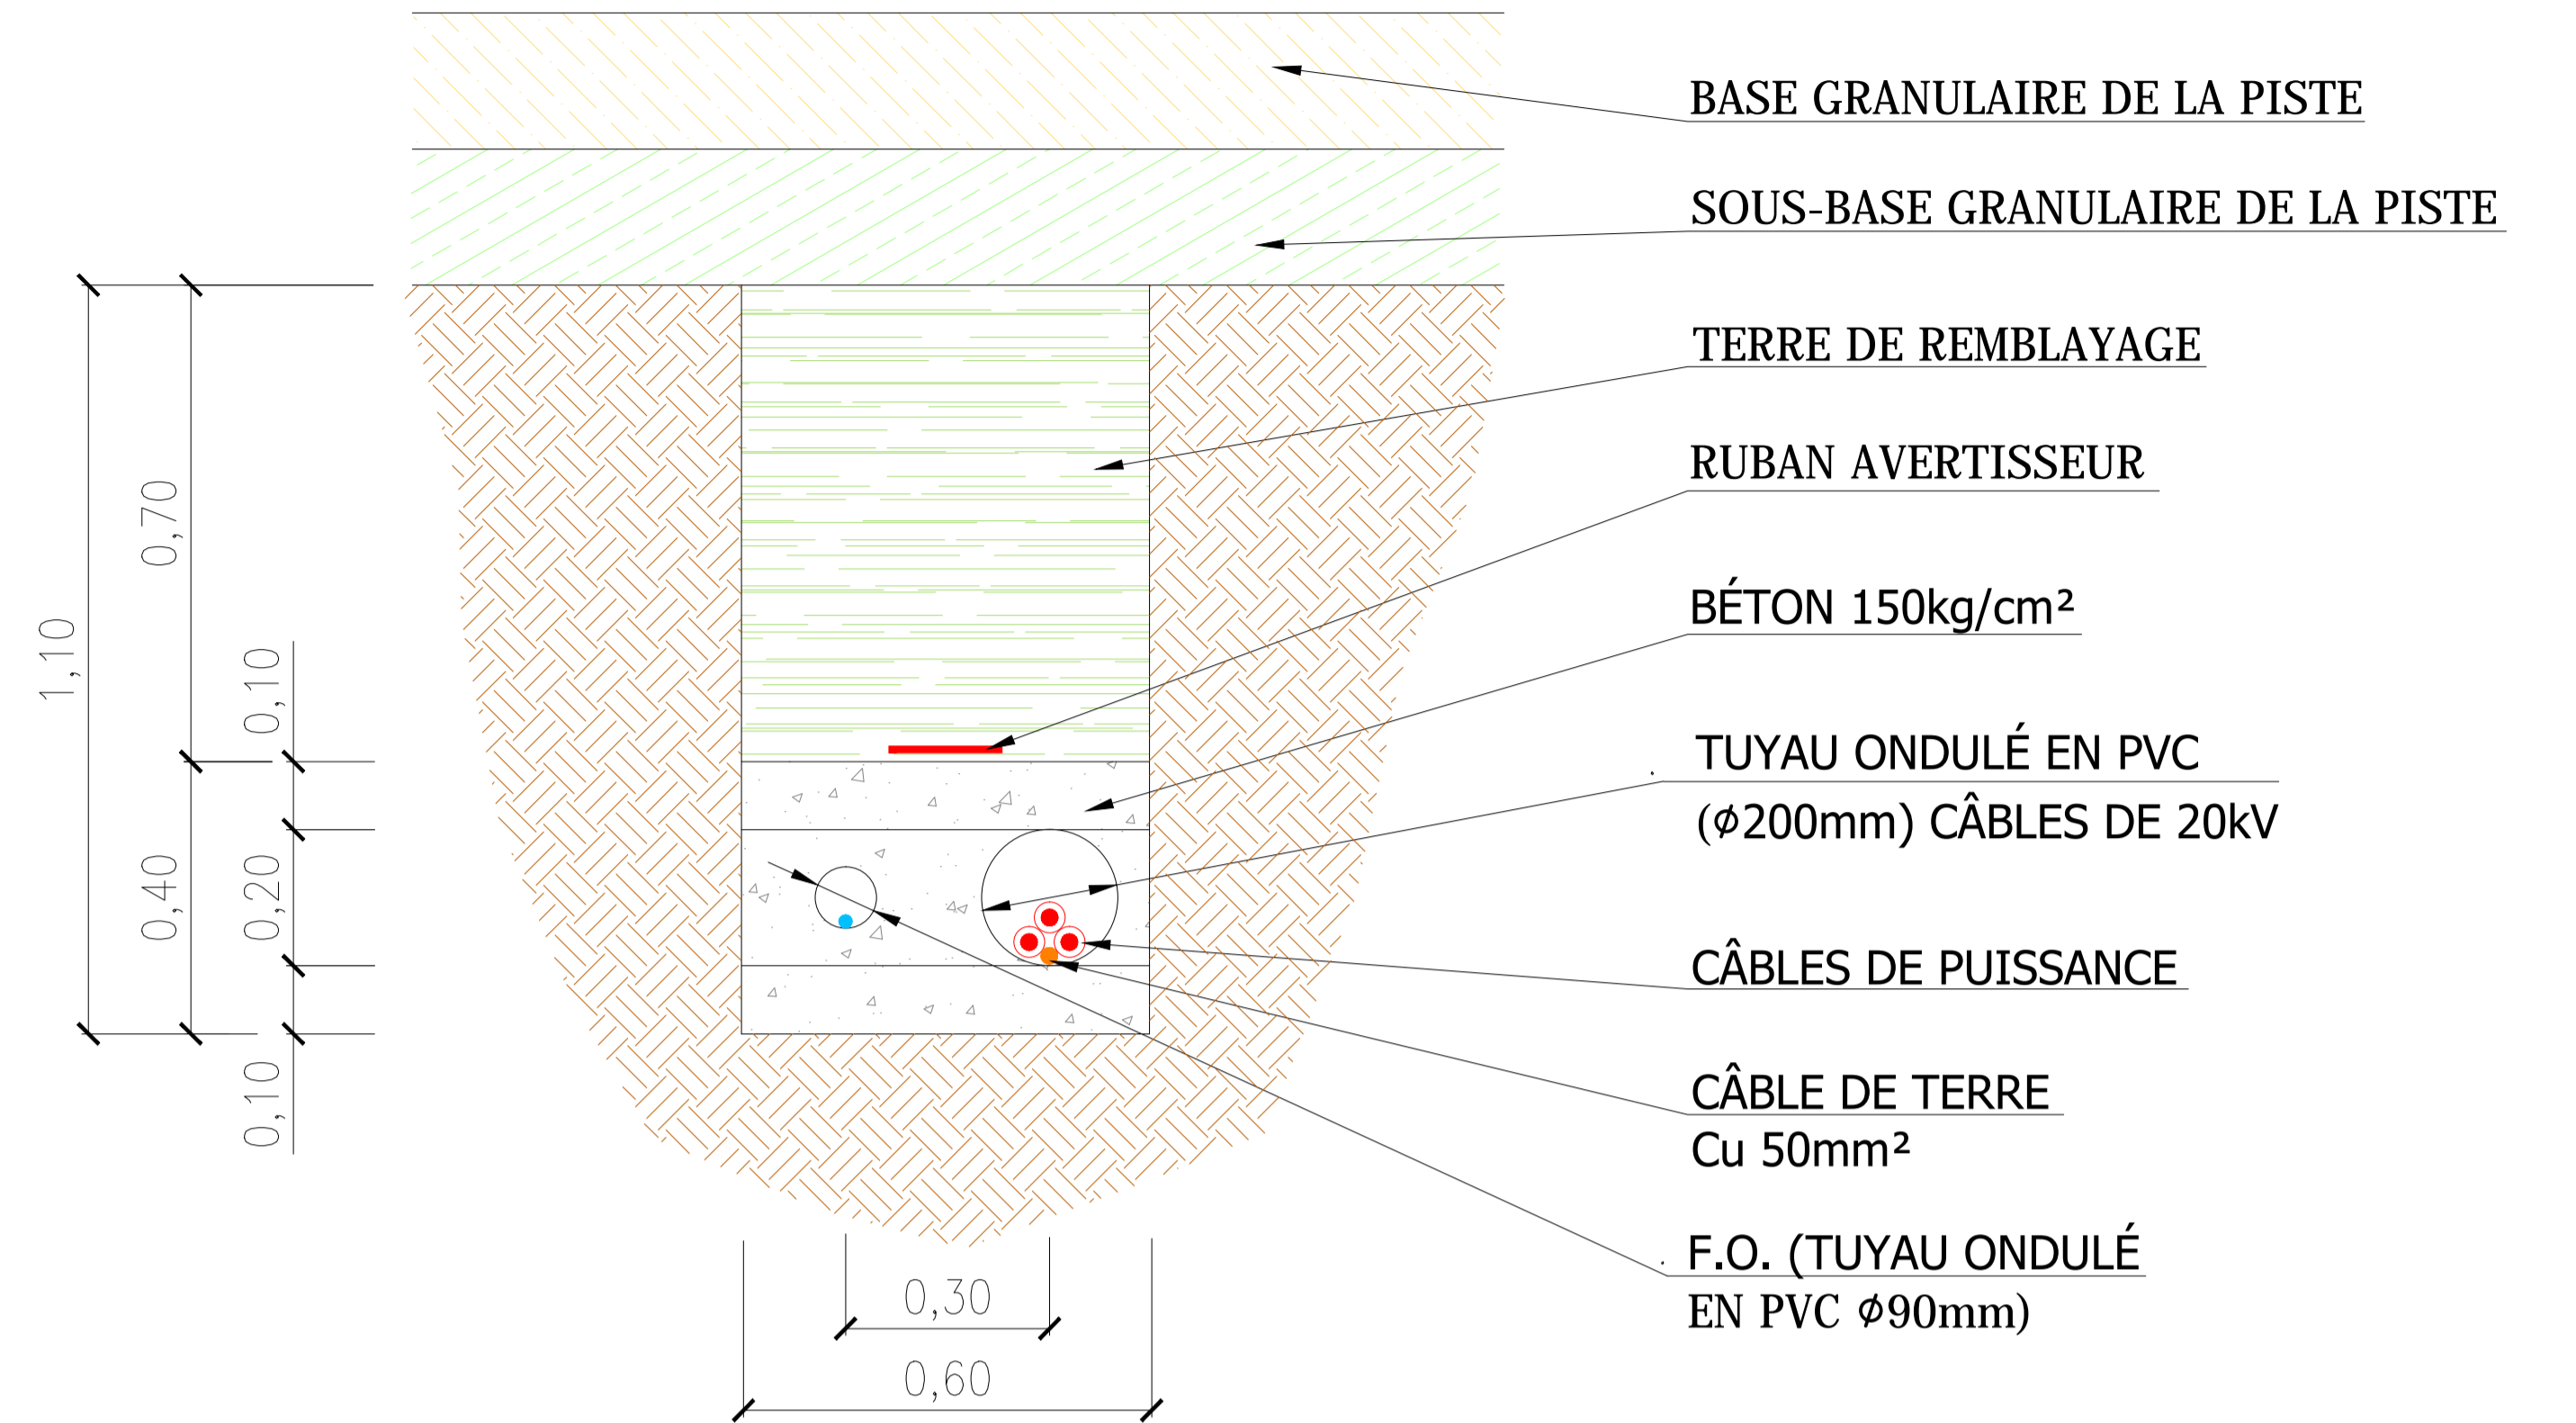 BASE GRANULAIRE DE LA PISTE
SOUS-BASE GRANULAIRE DE LA PISTE
TERRE DE REMBLAYAGE
RUBAN AVERTISSEUR
BÉTON 150kg/cm²
TUYAU ONDULÉ EN PVC
(ϕ200mm) CÂBLES DE 20kV
CÂBLES DE PUISSANCE
CÂBLE DE TERRE
Cu 50mm²
F.O. (TUYAU ONDULÉ
EN PVC ϕ90mm)
1,10
0,70
0,40
0,10
0,20
0,10
0,30
0,60